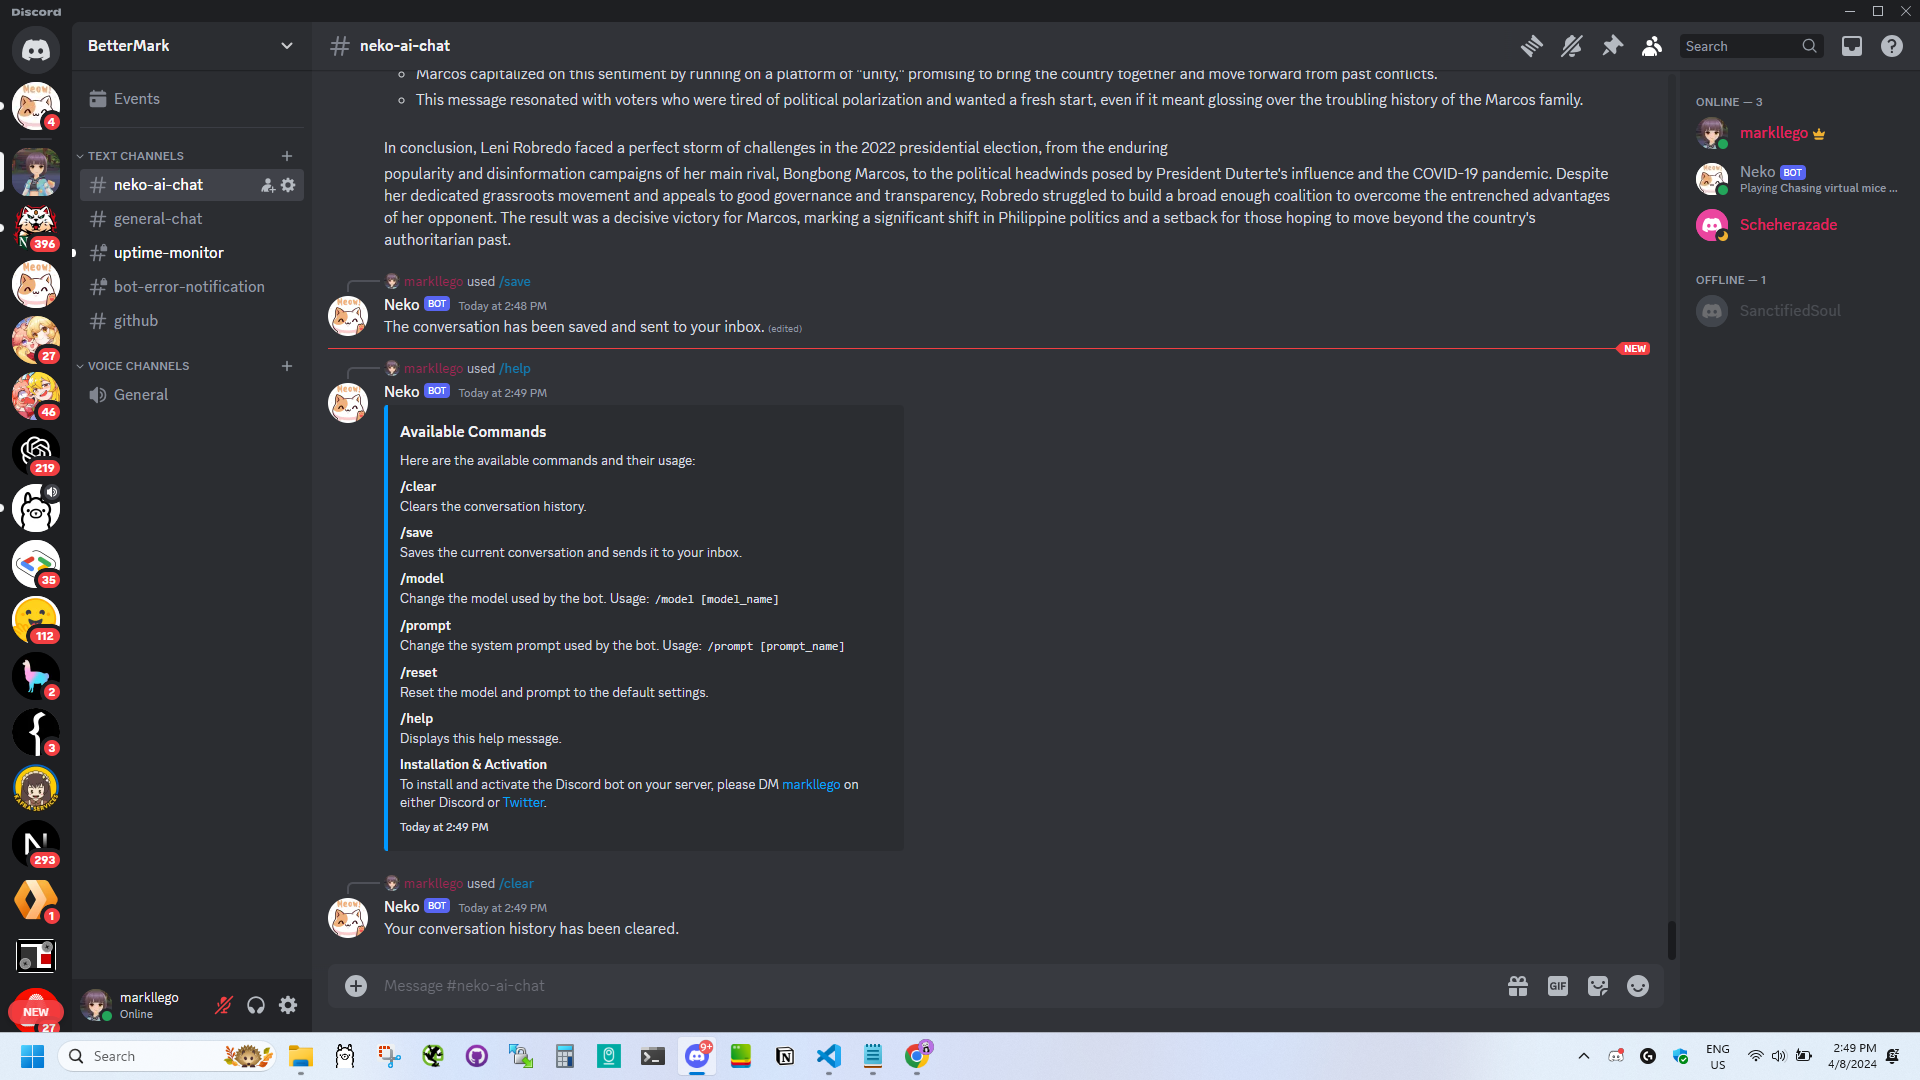 Discord
BetterMark
neko-ai-chat
Search
Events
TEXT CHANNELS
neko-ai-chat
general-chat
uptime-monitor
bot-error-notification
github
VOICE CHANNELS
General
Meow!
4
N
396
Meow!
27
46
219
35
112
2
3
KAFRA SERVICES
N
293
1
NEW
27
markllego
Online
Marcos capitalized on this sentiment by running on a platform of "unity," promising to bring the country together and move forward from past conflicts.
This message resonated with voters who were tired of political polarization and wanted a fresh start, even if it meant glossing over the troubling history of the Marcos family.
In conclusion, Leni Robredo faced a perfect storm of challenges in the 2022 presidential election, from the enduring
popularity and disinformation campaigns of her main rival, Bongbong Marcos, to the political headwinds posed by President Duterte's influence and the COVID-19 pandemic. Despite
her dedicated grassroots movement and appeals to good governance and transparency, Robredo struggled to build a broad enough coalition to overcome the entrenched advantages
of her opponent. The result was a decisive victory for Marcos, marking a significant shift in Philippine politics and a setback for those hoping to move beyond the country's
authoritarian past.
markllego used /save
Meow!
Neko BOT Today at 2:48 PM
The conversation has been saved and sent to your inbox. (edited)
NEW
markllego used /help
Meow!
Neko BOT Today at 2:49 PM
Available Commands
Here are the available commands and their usage:
/clear
Clears the conversation history.
/save
Saves the current conversation and sends it to your inbox.
/model
Change the model used by the bot. Usage: /model [model_name]
/prompt
Change the system prompt used by the bot. Usage: /prompt [prompt_name]
/reset
Reset the model and prompt to the default settings.
/help
Displays this help message.
Installation & Activation
To install and activate the Discord bot on your server, please DM markllego on
either Discord or Twitter.
Today at 2:49 PM
markllego used /clear
Meow!
Neko BOT Today at 2:49 PM
Your conversation history has been cleared.
Message #neko-ai-chat
GIF
ONLINE — 3
markllego
Neko BOT
Playing Chasing virtual mice ...
Scheherazade
OFFLINE — 1
SanctifiedSoul
Search
9+
ENG
US
2:49 PM
4/8/2024